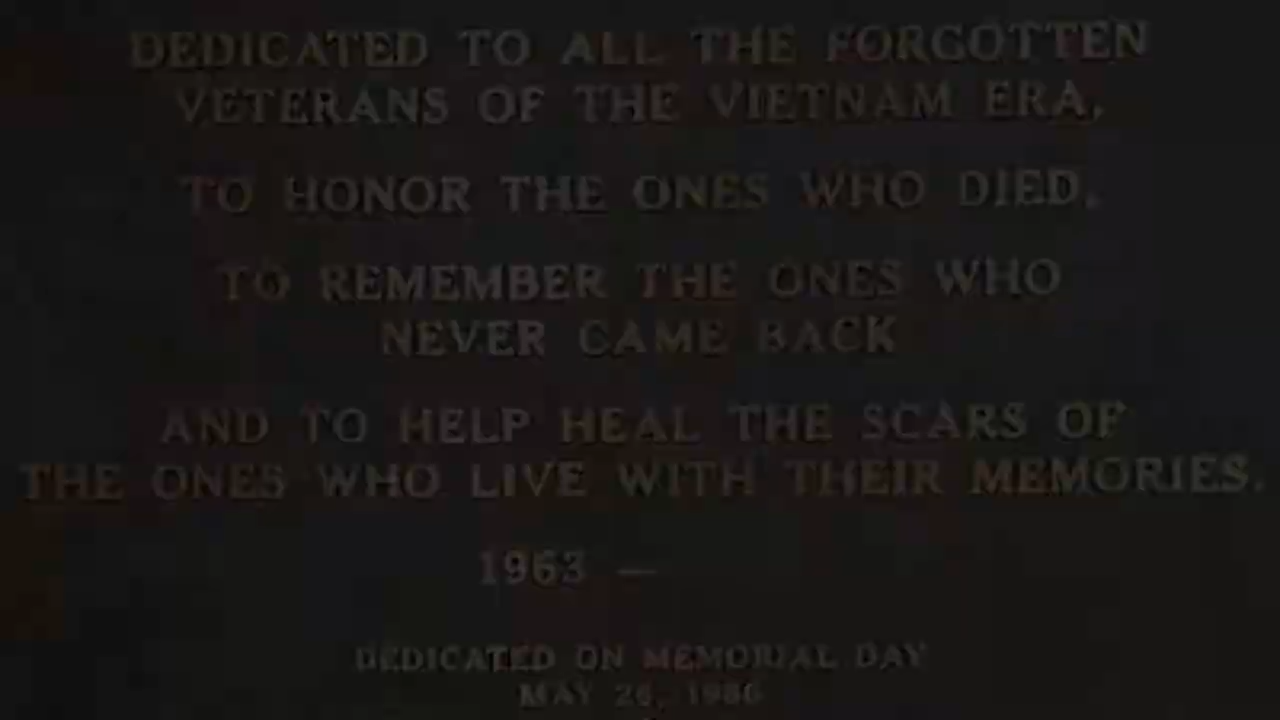 DEDICATED TO ALL THE FORGOTTEN
VETERANS OF THE VIETNAM ERA,
TO HONOR THE ONES WHO DIED,
TO REMEMBER THE ONES WHO
NEVER CAME BACK
AND TO HELP HEAL THE SCARS OF
THE ONES WHO LIVE WITH THEIR MEMORIES.
1963 —
DEDICATED ON MEMORIAL DAY
MAY 26, 1986